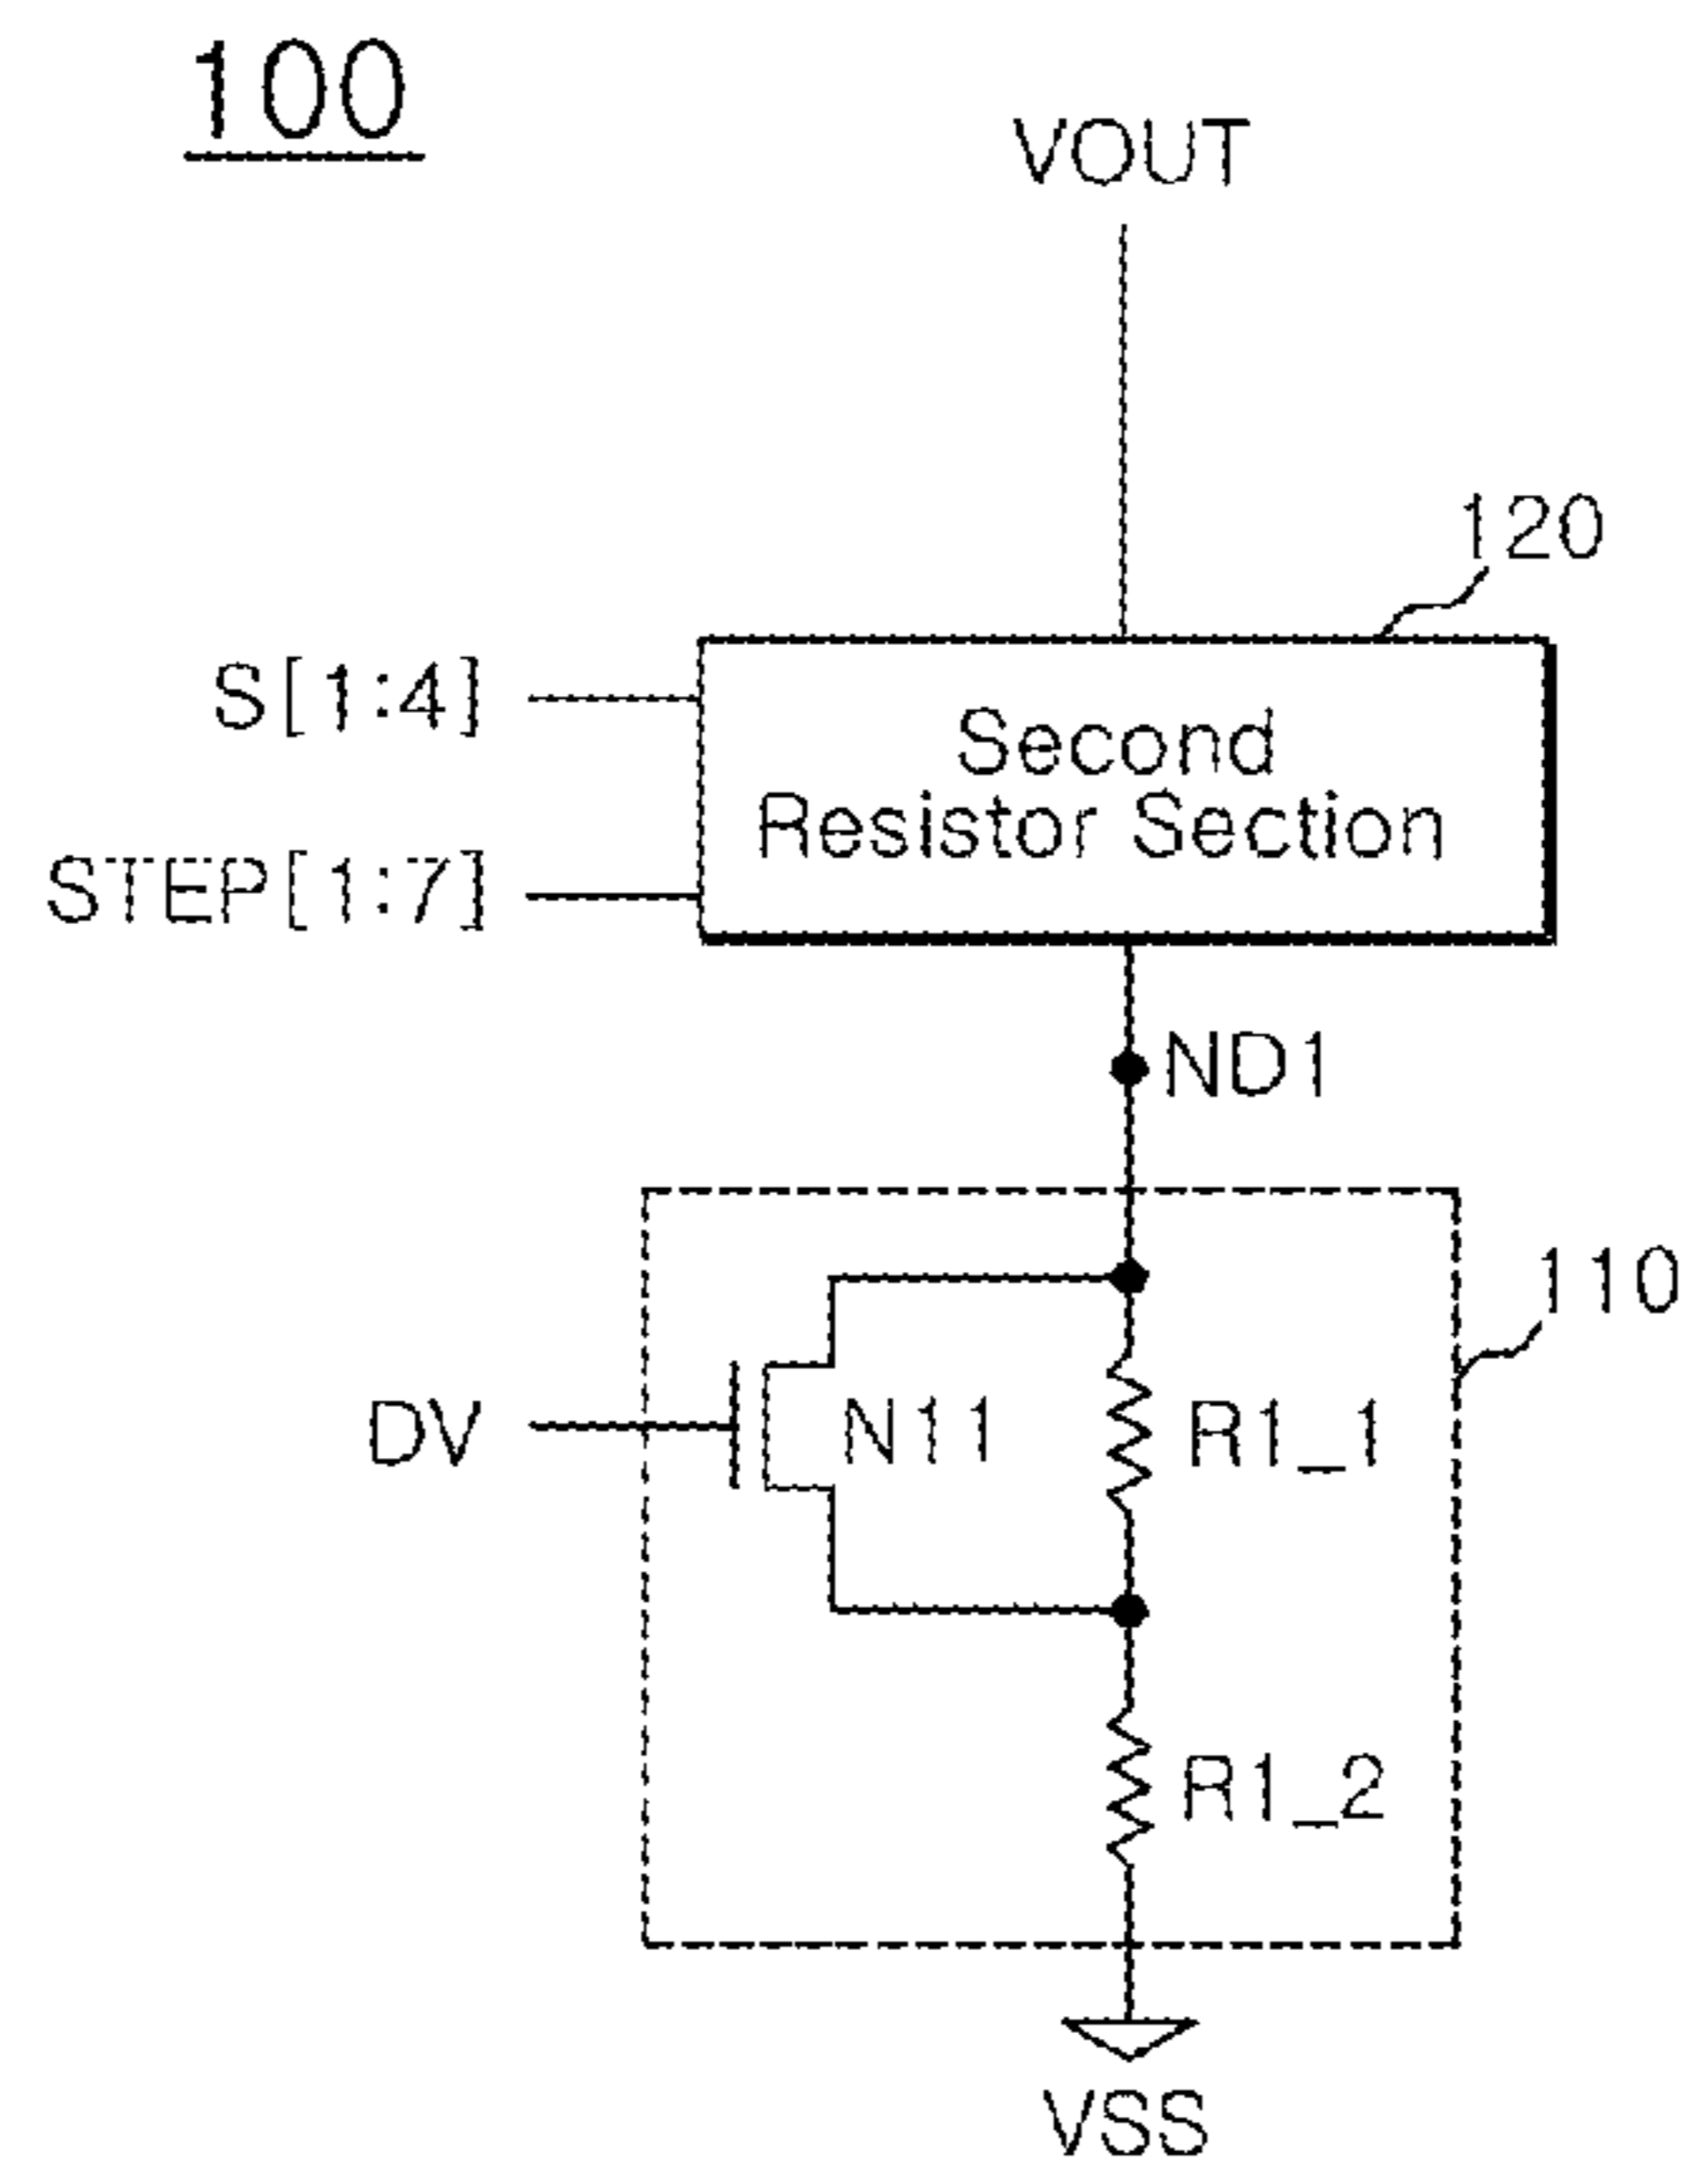 100
VOUT
120
S[1:4]
Second
Resistor Section
STEP[1:7]
ND1
110
DV
N11
R1_1
R1_2
VSS